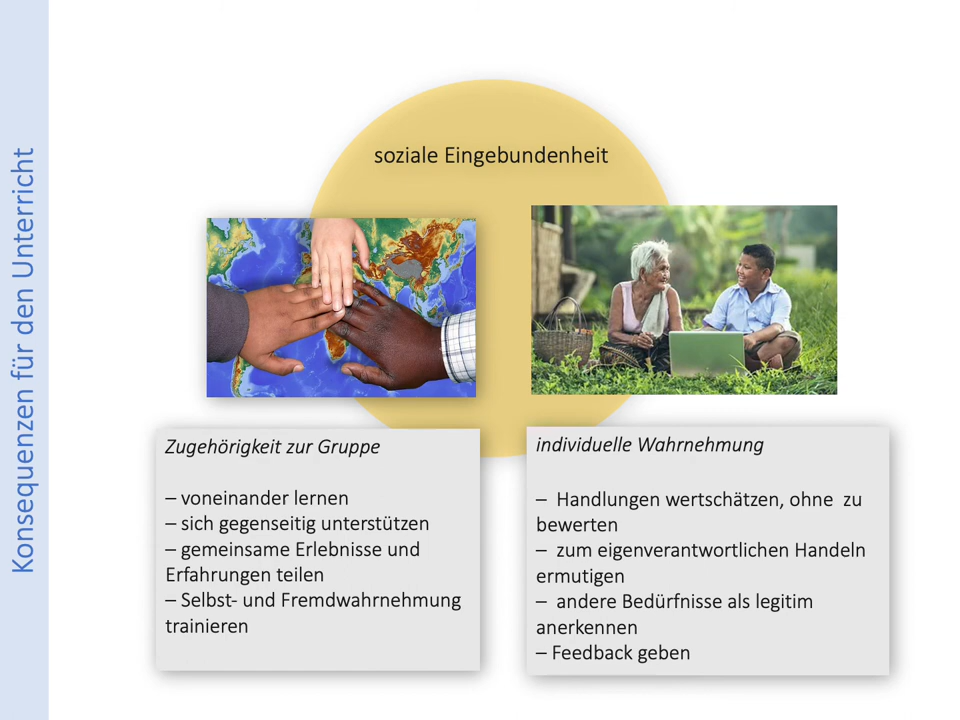 Konsequenzen für den Unterricht
soziale Eingebundenheit
Zugehörigkeit zur Gruppe
– voneinander lernen
– sich gegenseitig unterstützen
– gemeinsame Erlebnisse und
Erfahrungen teilen
– Selbst- und Fremdwahrnehmung
trainieren
individuelle Wahrnehmung
– Handlungen wertschätzen, ohne zu
bewerten
– zum eigenverantwortlichen Handeln
ermutigen
– andere Bedürfnisse als legitim
anerkennen
– Feedback geben